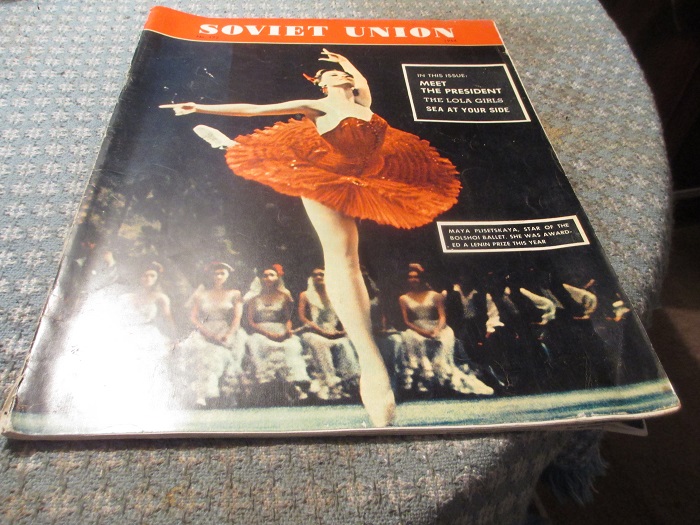 SOVIET UNION
IN THIS ISSUE:
MEET
THE PRESIDENT
THE LOLA GIRLS
SEA AT YOUR SIDE
MAYA PLISETSKAYA, STAR OF THE
BOLSHOI BALLET. SHE WAS AWARD-
ED A LENIN PRIZE THIS YEAR